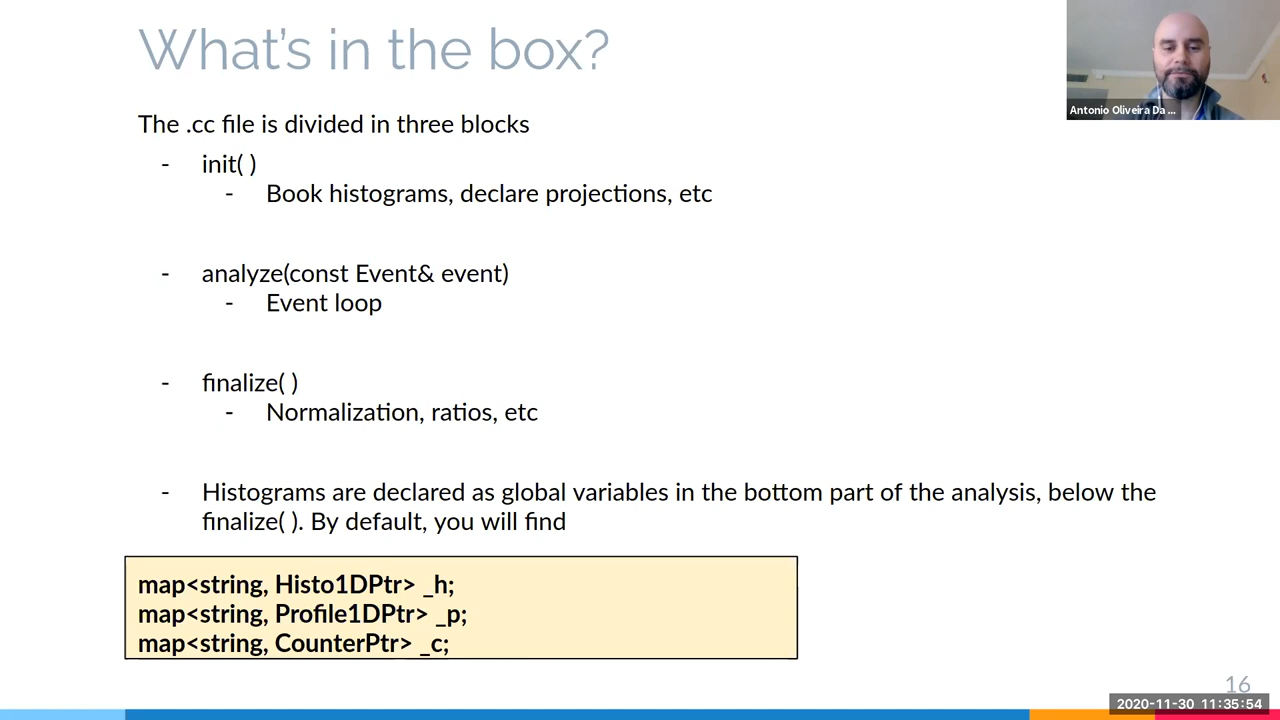 What's in the box?
Antonio Oliveira Da ...
The .cc file is divided in three blocks
- init( )
- Book histograms, declare projections, etc
- analyze(const Event& event)
- Event loop
- finalize( )
- Normalization, ratios, etc
- Histograms are declared as global variables in the bottom part of the analysis, below the
finalize( ). By default, you will find
map<string, Histo1DPtr> _h;
map<string, Profile1DPtr> _p;
map<string, CounterPtr> _c;
16
2020-11-30 11:35:54